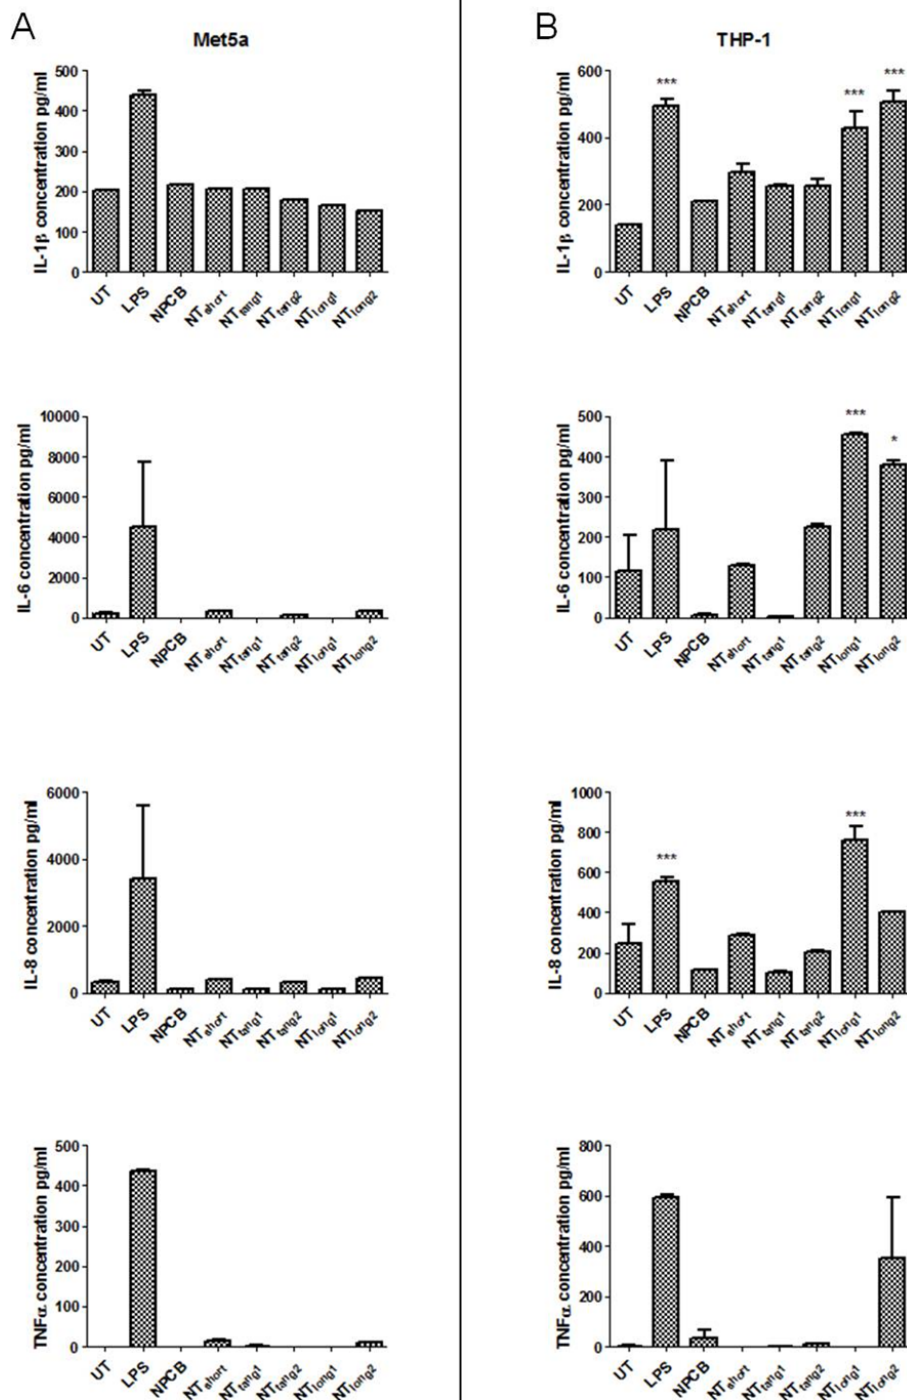 A
Met5a
IL-1β concentration pg/ml
500
400
300
200
100
0
UT LPS NPCB NTshort NTtang1 NTtang2 NTlong1 NTlong2
IL-6 concentration pg/ml
10000
8000
6000
4000
2000
0
UT LPS NPCB NTshort NTtang1 NTtang2 NTlong1 NTlong2
IL-8 concentration pg/ml
6000
4000
2000
0
UT LPS NPCB NTshort NTtang1 NTtang2 NTlong1 NTlong2
TNFα concentration pg/ml
500
400
300
200
100
0
UT LPS NPCB NTshort NTtang1 NTtang2 NTlong1 NTlong2
B
THP-1
IL-1β concentration pg/ml
600
400
200
0
*** *** ***
UT LPS NPCB NTshort NTtang1 NTtang2 NTlong1 NTlong2
IL-6 concentration pg/ml
500
400
300
200
100
0
*** *
UT LPS NPCB NTshort NTtang1 NTtang2 NTlong1 NTlong2
IL-8 concentration pg/ml
1000
800
600
400
200
0
*** ***
UT LPS NPCB NTshort NTtang1 NTtang2 NTlong1 NTlong2
TNFα concentration pg/ml
800
600
400
200
0
UT LPS NPCB NTshort NTtang1 NTtang2 NTlong1 NTlong2